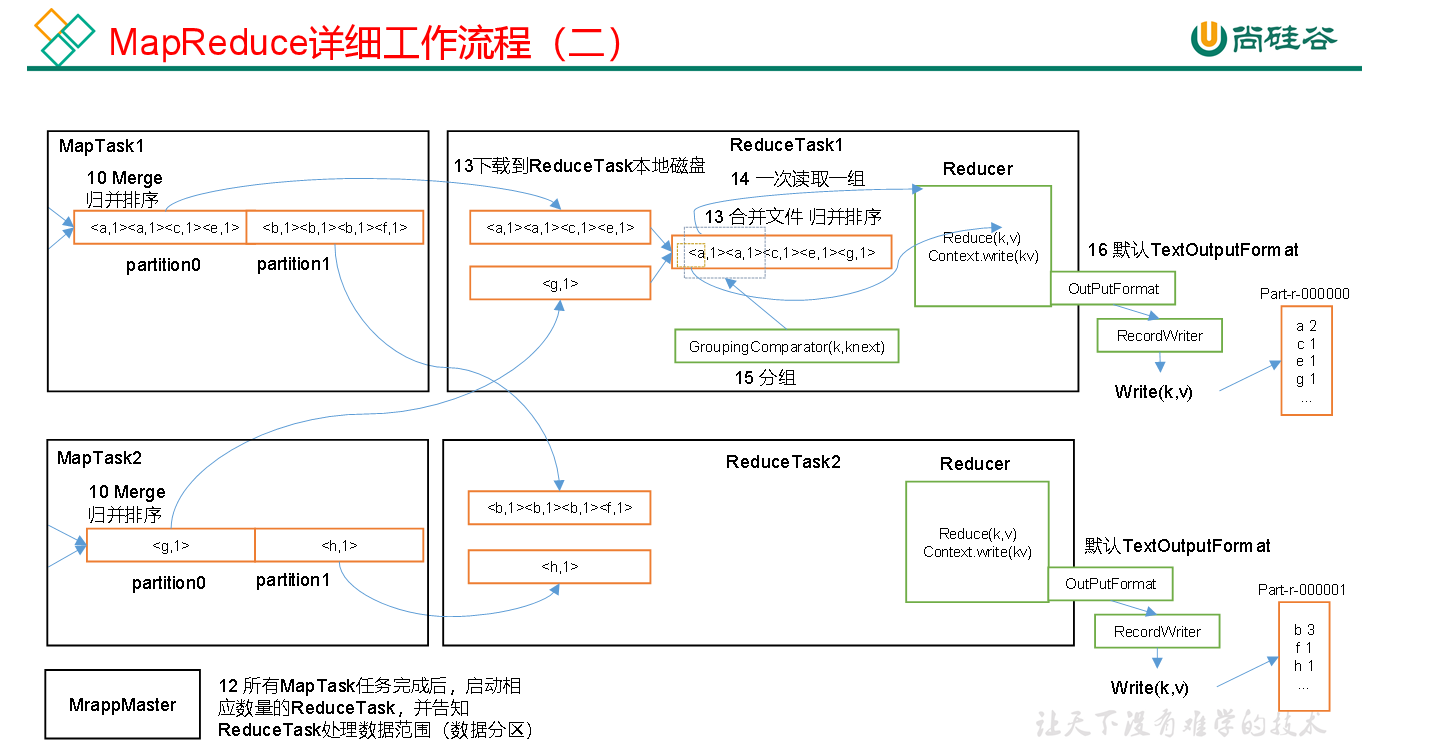 MapReduce详细工作流程（二）
尚硅谷
MapTask1
10 Merge
归并排序
<a,1><a,1><c,1><e,1>
<b,1><b,1><b,1><f,1>
partition0
partition1
ReduceTask1
13下载到ReduceTask本地磁盘
14 一次读取一组
13 合并文件 归并排序
<a,1><a,1><c,1><e,1>
<g,1>
<a,1><a,1><c,1><e,1><g,1>
GroupingComparator(k,knext)
15 分组
Reducer
Reduce(k,v)
Context.write(kv)
16 默认TextOutputFormat
OutPutFormat
RecordWriter
Write(k,v)
Part-r-000000
a 2
c 1
e 1
g 1
...
MapTask2
10 Merge
归并排序
<g,1>
<h,1>
partition0
partition1
ReduceTask2
<b,1><b,1><b,1><f,1>
<h,1>
Reducer
Reduce(k,v)
Context.write(kv)
默认TextOutputFormat
OutPutFormat
RecordWriter
Write(k,v)
Part-r-000001
b 3
f 1
h 1
...
MrappMaster
12 所有MapTask任务完成后，启动相
应数量的ReduceTask，并告知
ReduceTask处理数据范围（数据分区）
让天下没有难学的技术